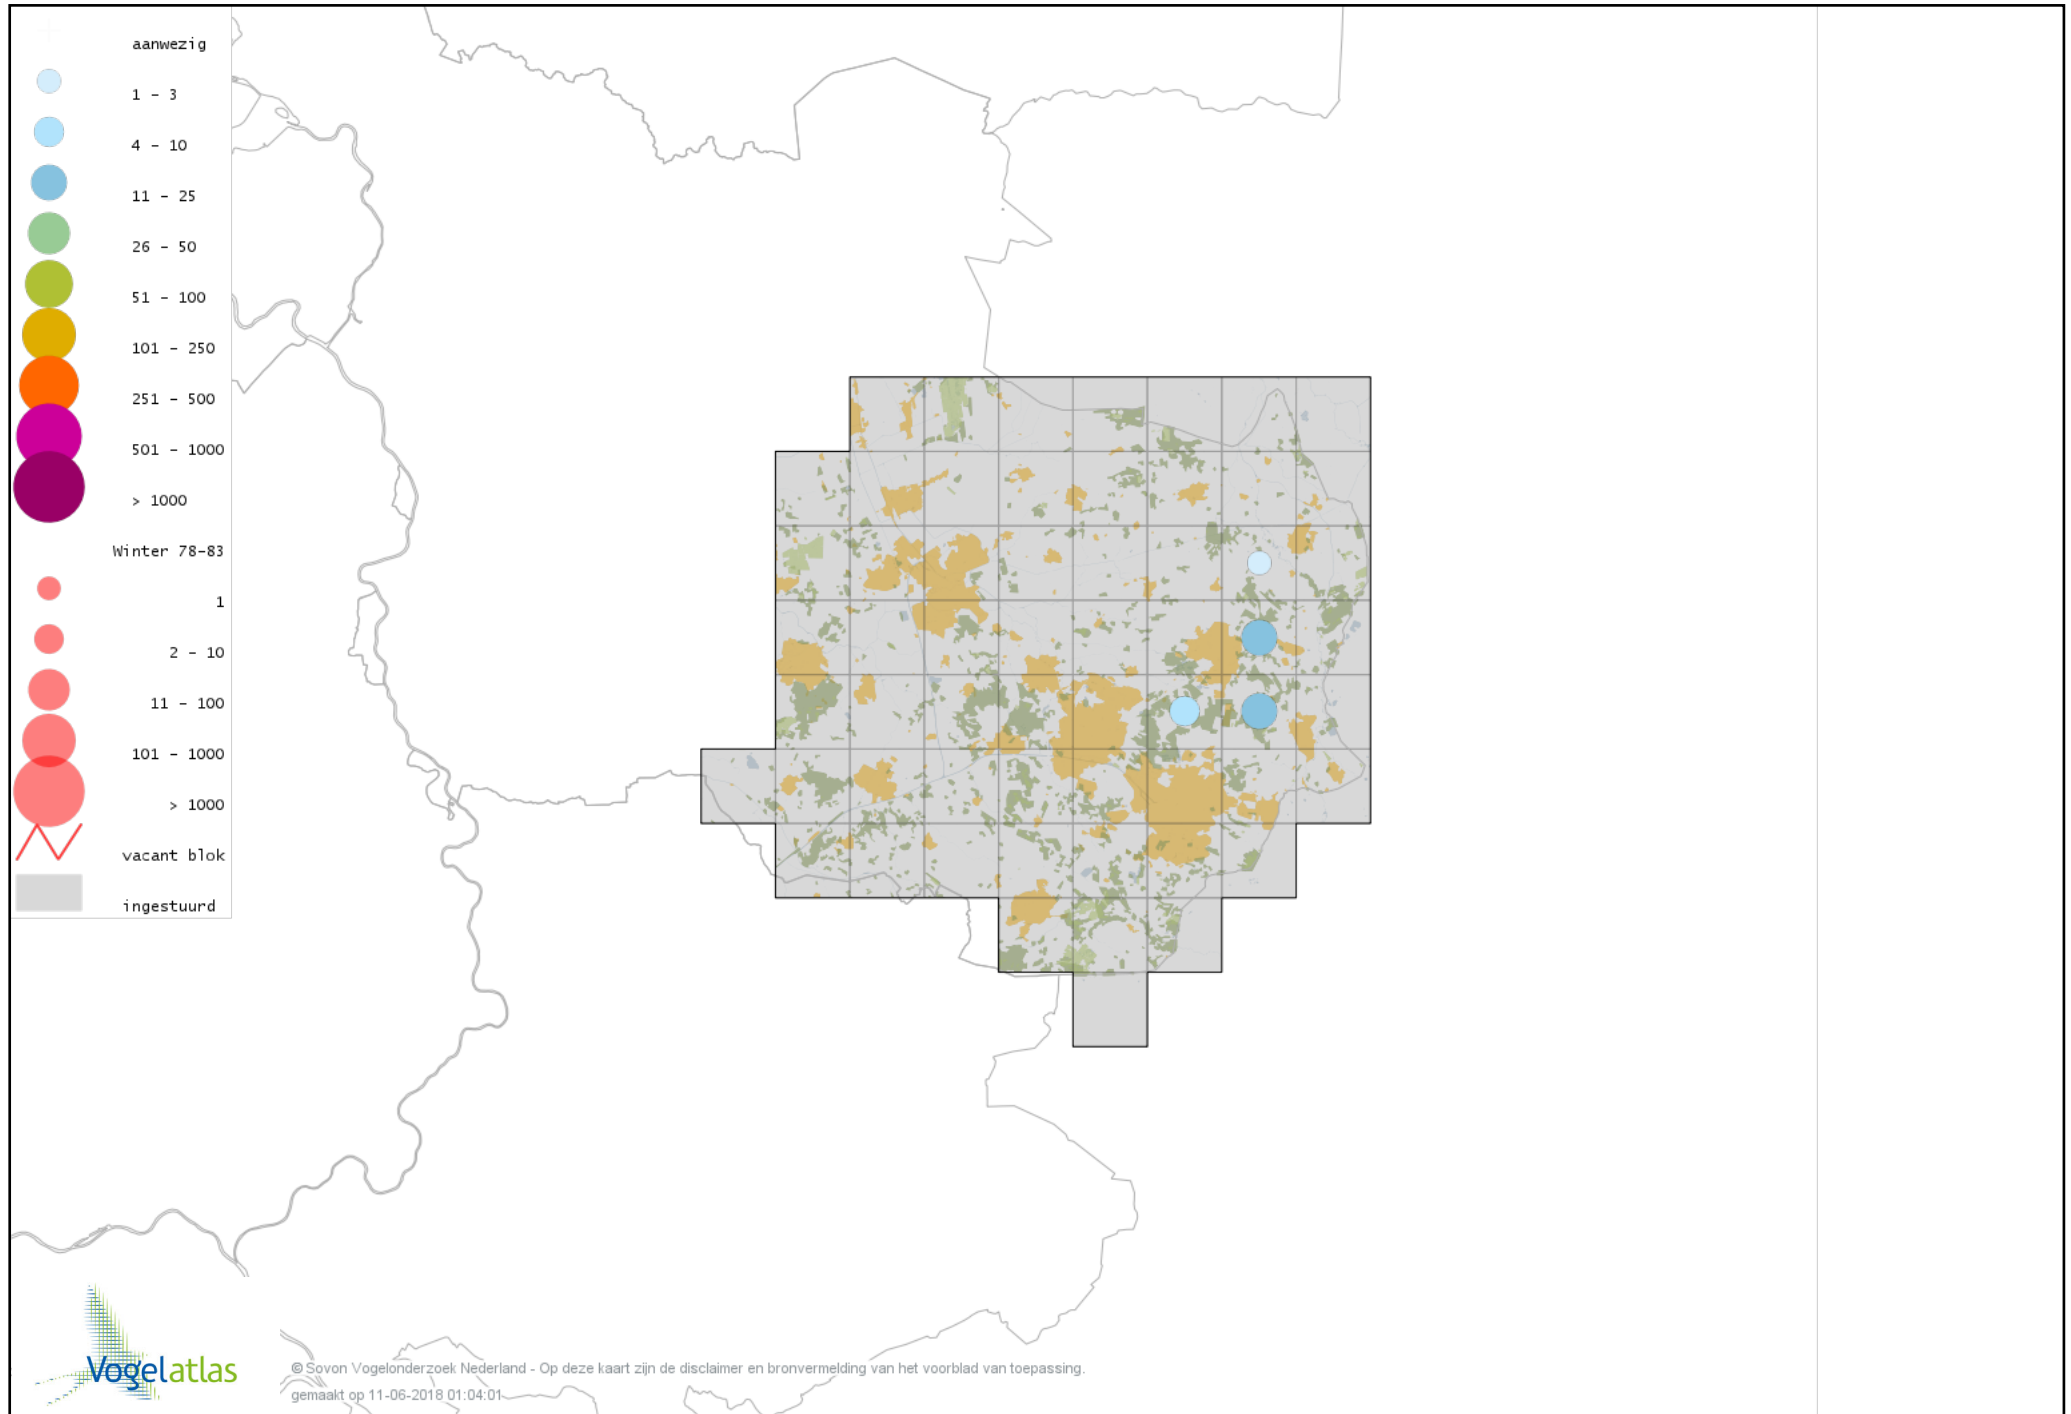 aanwezig
1 - 3
4 - 10
11 - 25
26 - 50
51 - 100
101 - 250
251 - 500
501 - 1000
> 1000
Winter 78-83
1
2 - 10
11 - 100
101 - 1000
> 1000
vacant blok
ingestuurd
Vogelatlas
© Sovon Vogelonderzoek Nederland - Op deze kaart zijn de disclaimer en bronvermelding van het voorblad van toepassing.
gemaakt op 11-06-2018 01:04:01